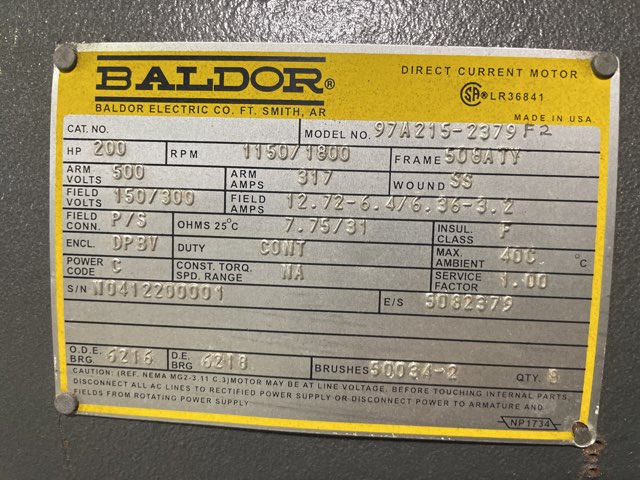 BALDOR®
BALDOR ELECTRIC CO. FT. SMITH, AR
DIRECT CURRENT MOTOR
SA ® LR36841
MADE IN USA
CAT. NO. MODEL NO. 97A215-2379 F2
HP 200 RPM 1150/1800 FRAME 508ATY
ARM VOLTS 500 ARM AMPS 317 WOUND SS
FIELD VOLTS 150/300 FIELD AMPS 12.72-6.4/6.36-3.2
FIELD CONN. P/S OHMS 25°C 7.75/31 INSUL. CLASS F
ENCL. DPBV DUTY CONT MAX. AMBIENT 40C °C
POWER CODE C CONST. TORQ. SPD. RANGE NA SERVICE FACTOR 1.00
S/N W0412200001 E/S 5082379
O.D.E. BRG. 6216 D.E. BRG 6218 BRUSHES 50034-2 QTY. 8
CAUTION: (REF. NEMA MG2-3.11 C.3) MOTOR MAY BE AT LINE VOLTAGE. BEFORE TOUCHING INTERNAL PARTS,
DISCONNECT ALL AC LINES TO RECTIFIED POWER SUPPLY OR DISCONNECT POWER TO ARMATURE AND
FIELDS FROM ROTATING POWER SUPPLY
NP1734